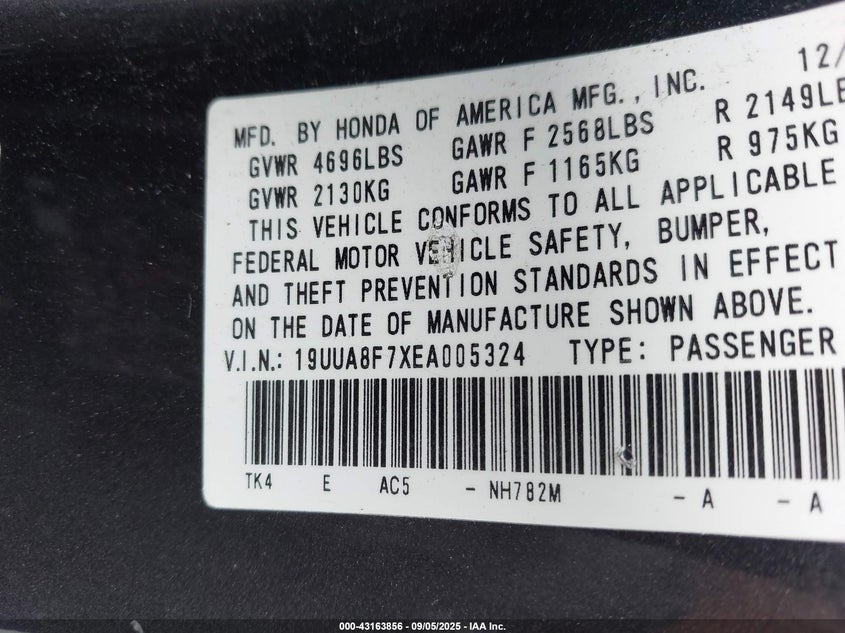 12/
MFD. BY HONDA OF AMERICA MFG., INC.
GVWR 4696LBS GAWR F 2568LBS R 2149LB
GVWR 2130KG GAWR F 1165KG R 975KG
THIS VEHICLE CONFORMS TO ALL APPLICABLE
FEDERAL MOTOR VEHICLE SAFETY, BUMPER,
AND THEFT PREVENTION STANDARDS IN EFFECT
ON THE DATE OF MANUFACTURE SHOWN ABOVE.
V.I.N.: 19UUA8F7XEA005324 TYPE: PASSENGER
TK4 E AC5 - NH782M - A - A
000-43163856 - 09/05/2025 - IAA Inc.